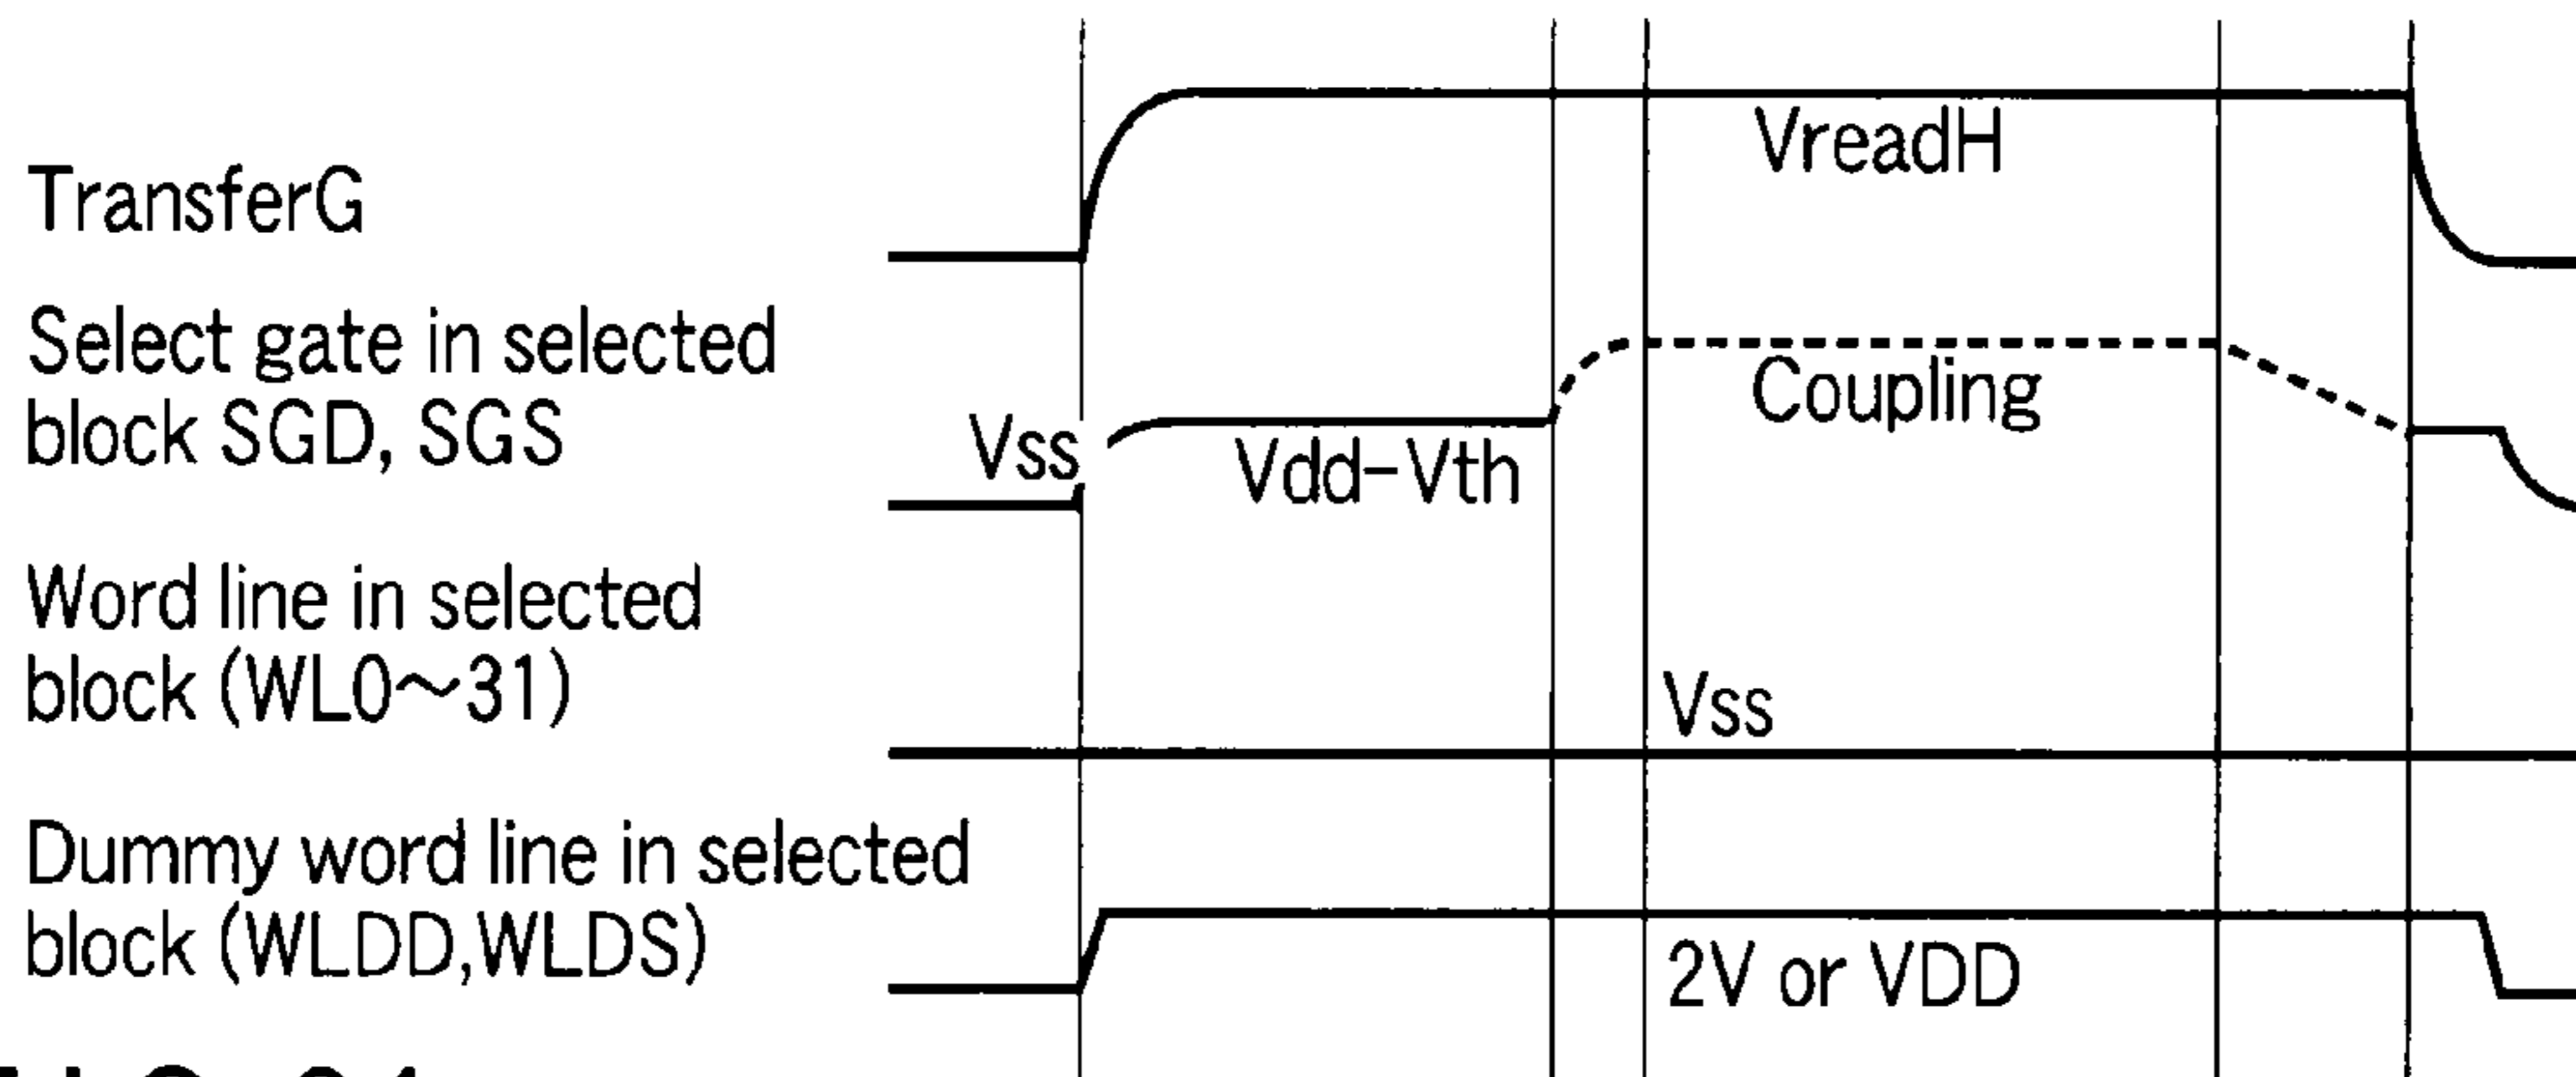 TransferG
VreadH
Select gate in selected
block SGD, SGS
Vss
Vdd-Vth
Coupling
Word line in selected
block (WL0~31)
Vss
Dummy word line in selected
block (WLDD,WLDS)
2V or VDD